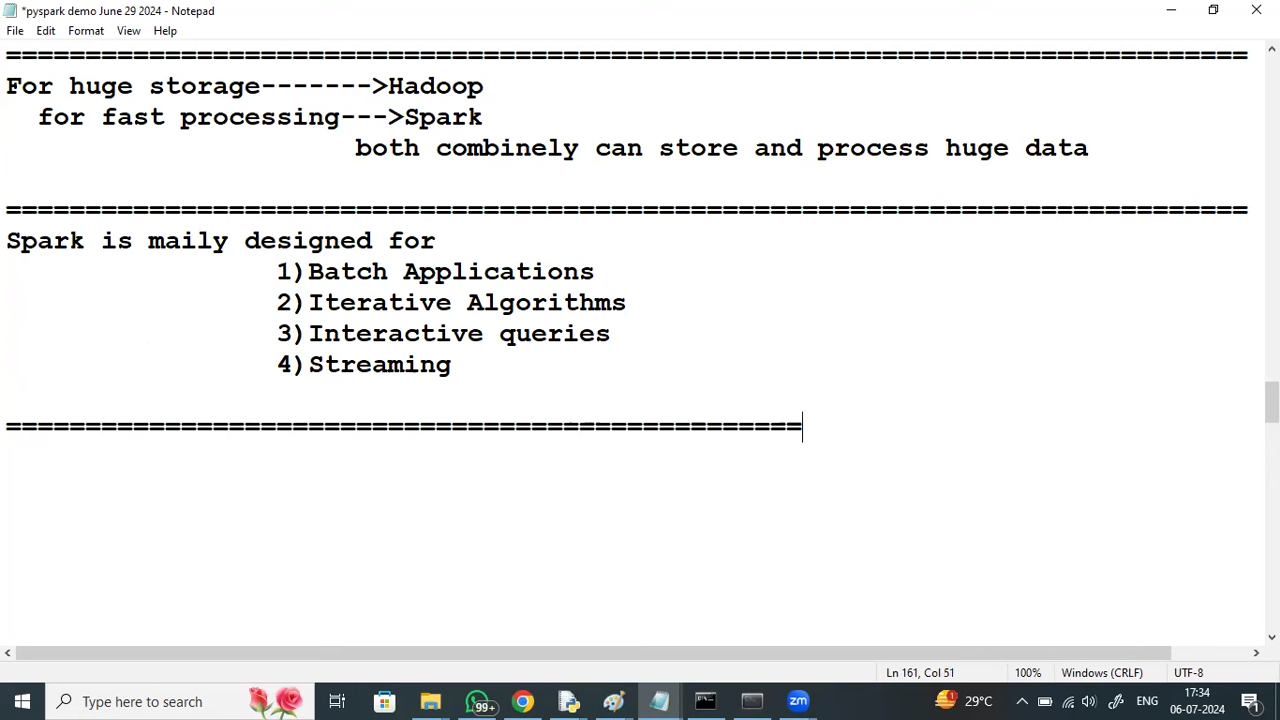 *pyspark demo June 29 2024 - Notepad
File Edit Format View Help
==============================================================================
For huge storage------->Hadoop
for fast processing--->Spark
both combinely can store and process huge data
==============================================================================
Spark is maily designed for
1)Batch Applications
2)Iterative Algorithms
3)Interactive queries
4)Streaming
==================================================
Ln 161, Col 51 100% Windows (CRLF) UTF-8
Type here to search 99+ zm 1 29°C ENG 17:34 1
06-07-2024